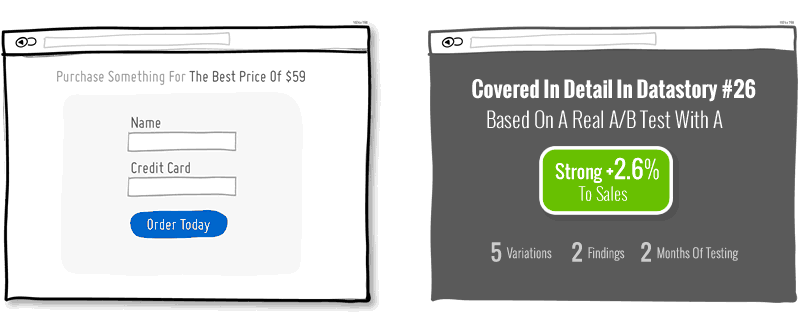 Purchase Something For The Best Price Of $59
Name
Credit Card
Order Today
Covered In Detail In Datastory #26
Based On A Real A/B Test With A
Strong +2.6%
To Sales
5 Variations 2 Findings 2 Months Of Testing